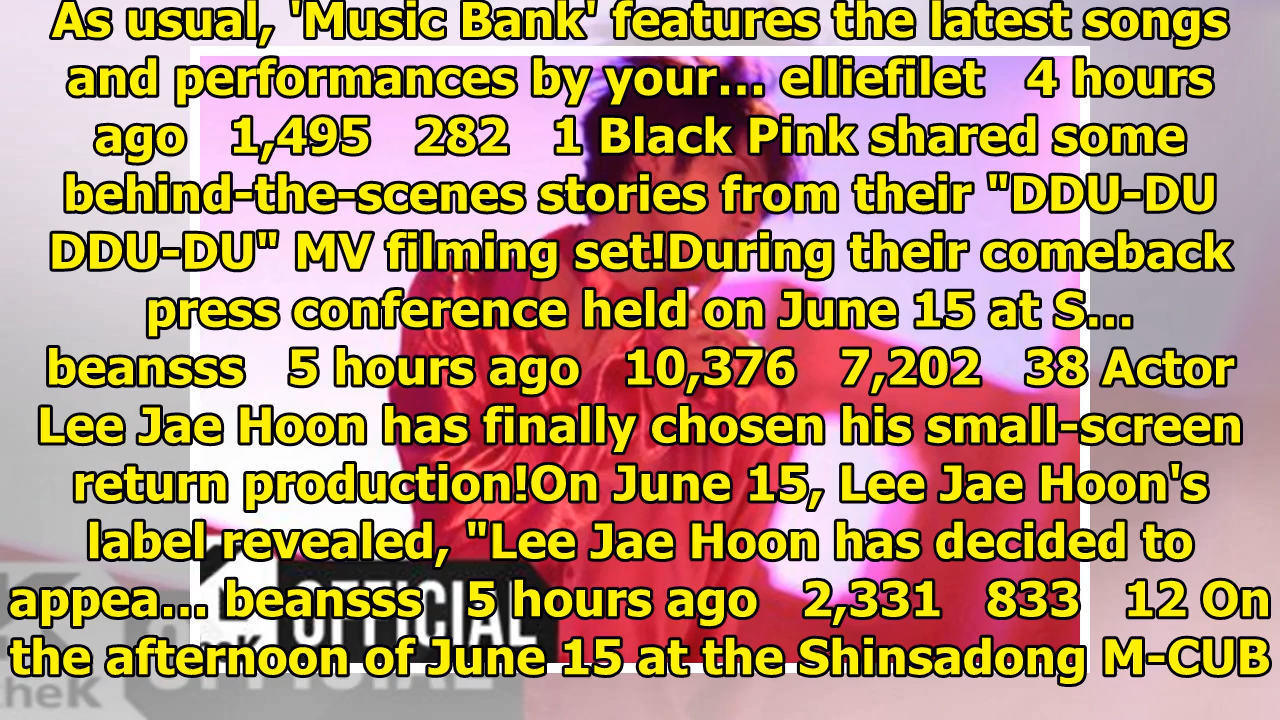 As usual, 'Music Bank' features the latest songs
and performances by your... elliefilet 4 hours
ago 1,495 282 1 Black Pink shared some
behind-the-scenes stories from their "DDU-DU
DDU-DU" MV filming set!During their comeback
press conference held on June 15 at S...
beansss 5 hours ago 10,376 7,202 38 Actor
Lee Jae Hoon has finally chosen his small-screen
return production!On June 15, Lee Jae Hoon's
label revealed, "Lee Jae Hoon has decided to
appea... beansss 5 hours ago 2,331 833 12 On
OFFICIAL
the afternoon of June 15 at the Shinsadong M-CUB
theK